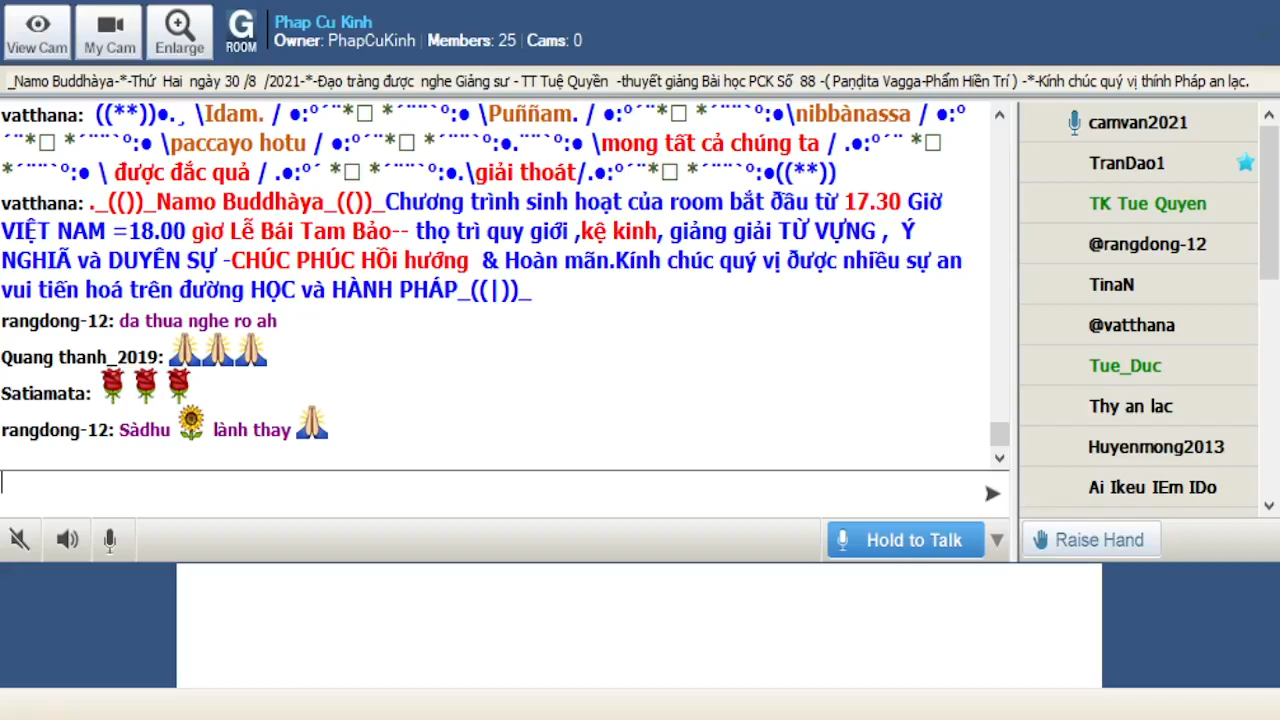 View Cam
My Cam
Enlarge
G
ROOM
Phap Cu Kinh
Owner: PhapCuKinh | Members: 25 | Cams: 0
_Namo Buddhàya-*-Thứ Hai ngày 30 /8 /2021-*-Đạo tràng được nghe Giảng sư - TT Tuệ Quyền -thuyết giảng Bài học PCK Số 88 -( Paṇḍita Vagga-Phẩm Hiền Trí ) -*-Kính chúc quý vị thính Pháp an lạc.
vatthana: ((**))●.¸ \Idam. / ●:º´¨*□ *´¨¨`º:● \Puññam. / ●:º´¨*□ *´¨¨`º:●\nibbànassa / ●:º
´¨*□ *´¨¨`º:● \paccayo hotu / ●:º´¨*□ *´¨¨`º:●.¨¨`º:● \mong tất cả chúng ta / .●:º´¨ *□
*´¨¨`º:● \ được đắc quả / .●:º´ *□ *´¨¨`º:●.\giải thoát/.●:º´¨*□ *´¨¨`º:●((**))
vatthana: ._(())_Namo Buddhàya_(())_Chương trình sinh hoạt của room bắt đầu từ 17.30 Giờ
VIỆT NAM =18.00 giơ Lễ Bái Tam Bảo-- thọ trì quy giới ,kệ kinh, giảng giải TỪ VỰNG , Ý
NGHIÃ và DUYÊN SỰ -CHÚC PHÚC HỒi hướng & Hoàn mãn.Kính chúc quý vị được nhiều sự an
vui tiến hoá trên đường HỌC và HÀNH PHÁP_((|))_
rangdong-12: da thua nghe ro ah
Quang thanh_2019: 🙏🙏🙏
Satiamata: 🌹🌹🌹
rangdong-12: Sàdhu 🌻 lành thay 🙏
Hold to Talk
camvan2021
TranDao1
TK Tue Quyen
@rangdong-12
TinaN
@vatthana
Tue_Duc
Thy an lac
Huyenmong2013
Ai Ikeu IEm IDo
Raise Hand